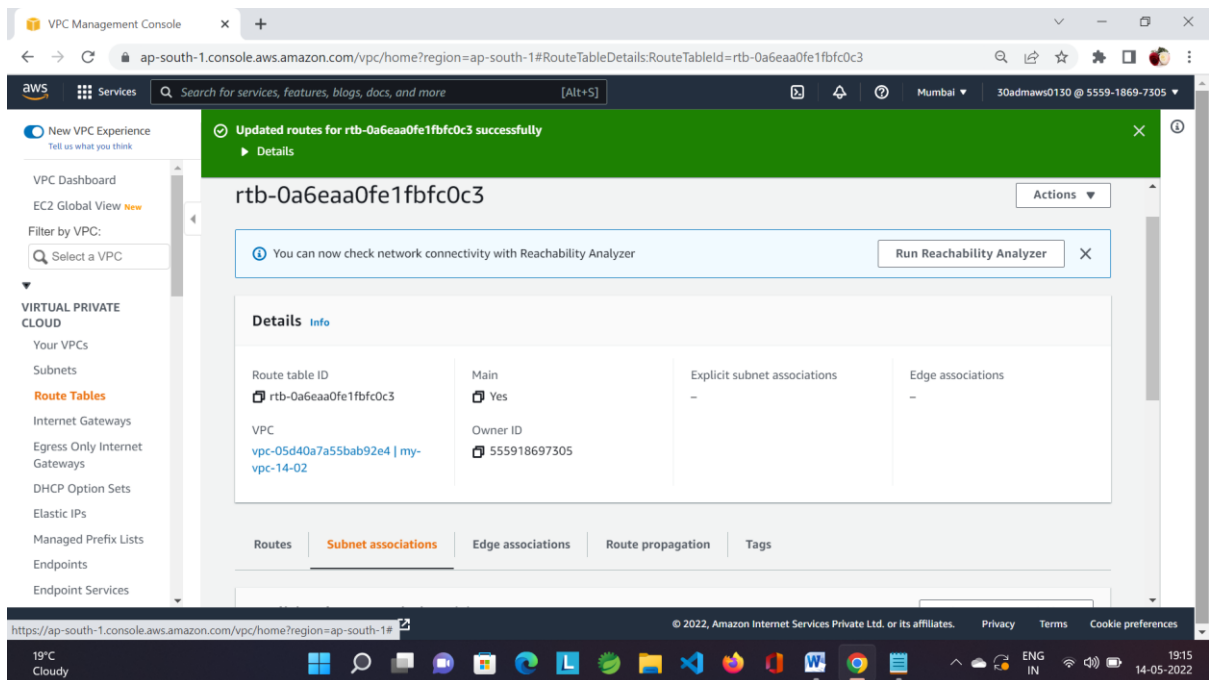 VPC Management Console
ap-south-1.console.aws.amazon.com/vpc/home?region=ap-south-1#RouteTableDetails:RouteTableId=rtb-0a6eaa0fe1fbfc0c3
aws Services Search for services, features, blogs, docs, and more [Alt+S] Mumbai 30admaws0130 @ 5559-1869-7305
New VPC Experience
Tell us what you think
VPC Dashboard
EC2 Global View New
Filter by VPC:
Select a VPC
VIRTUAL PRIVATE
CLOUD
Your VPCs
Subnets
Route Tables
Internet Gateways
Egress Only Internet
Gateways
DHCP Option Sets
Elastic IPs
Managed Prefix Lists
Endpoints
Endpoint Services
Updated routes for rtb-0a6eaa0fe1fbfc0c3 successfully
Details
rtb-0a6eaa0fe1fbfc0c3
Actions
You can now check network connectivity with Reachability Analyzer
Run Reachability Analyzer
Details Info
Route table ID
rtb-0a6eaa0fe1fbfc0c3
Main
Yes
Explicit subnet associations
–
Edge associations
–
VPC
vpc-05d40a7a55bab92e4 | my-
vpc-14-02
Owner ID
555918697305
Routes Subnet associations Edge associations Route propagation Tags
https://ap-south-1.console.aws.amazon.com/vpc/home?region=ap-south-1#
© 2022, Amazon Internet Services Private Ltd. or its affiliates. Privacy Terms Cookie preferences
19°C
Cloudy
ENG
IN
19:15
14-05-2022